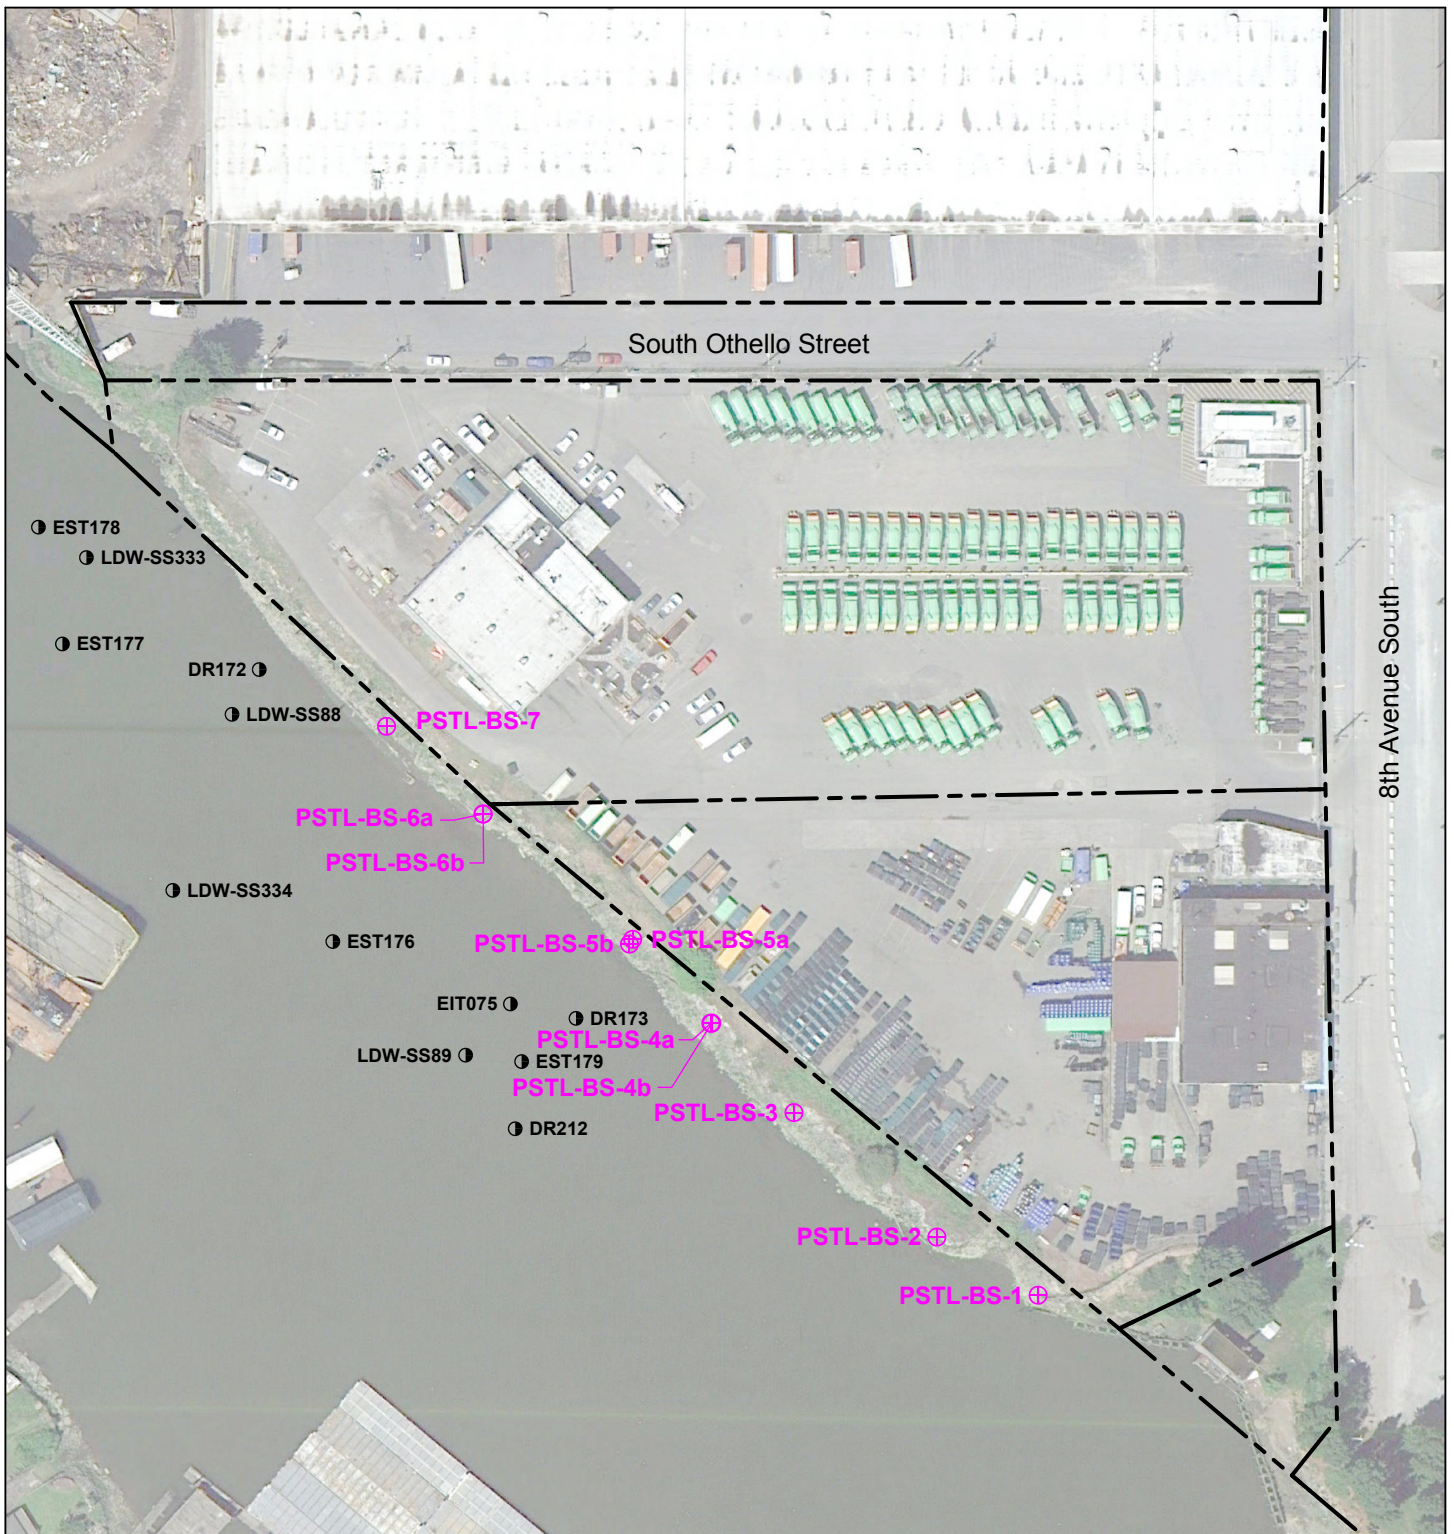 South Othello Street
8th Avenue South
EST178
LDW-SS333
EST177
DR172
LDW-SS88
PSTL-BS-7
PSTL-BS-6a
PSTL-BS-6b
LDW-SS334
EST176
PSTL-BS-5b
PSTL-BS-5a
EIT075
DR173
PSTL-BS-4a
LDW-SS89
EST179
PSTL-BS-4b
PSTL-BS-3
DR212
PSTL-BS-2
PSTL-BS-1